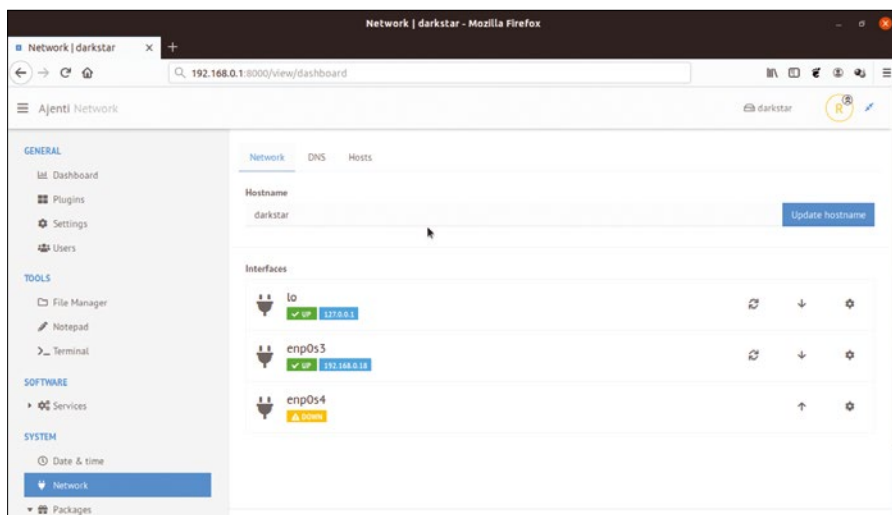 Network | darkstar - Mozilla Firefox
Network | darkstar
192.168.0.1:8000/view/dashboard
Ajenti Network
darkstar
R
GENERAL
Dashboard
Plugins
Settings
Users
TOOLS
File Manager
Notepad
Terminal
SOFTWARE
Services
SYSTEM
Date & time
Network
Packages
Network DNS Hosts
Hostname
darkstar
Update hostname
Interfaces
lo
UP 127.0.0.1
enp0s3
UP 192.168.0.18
enp0s4
DOWN